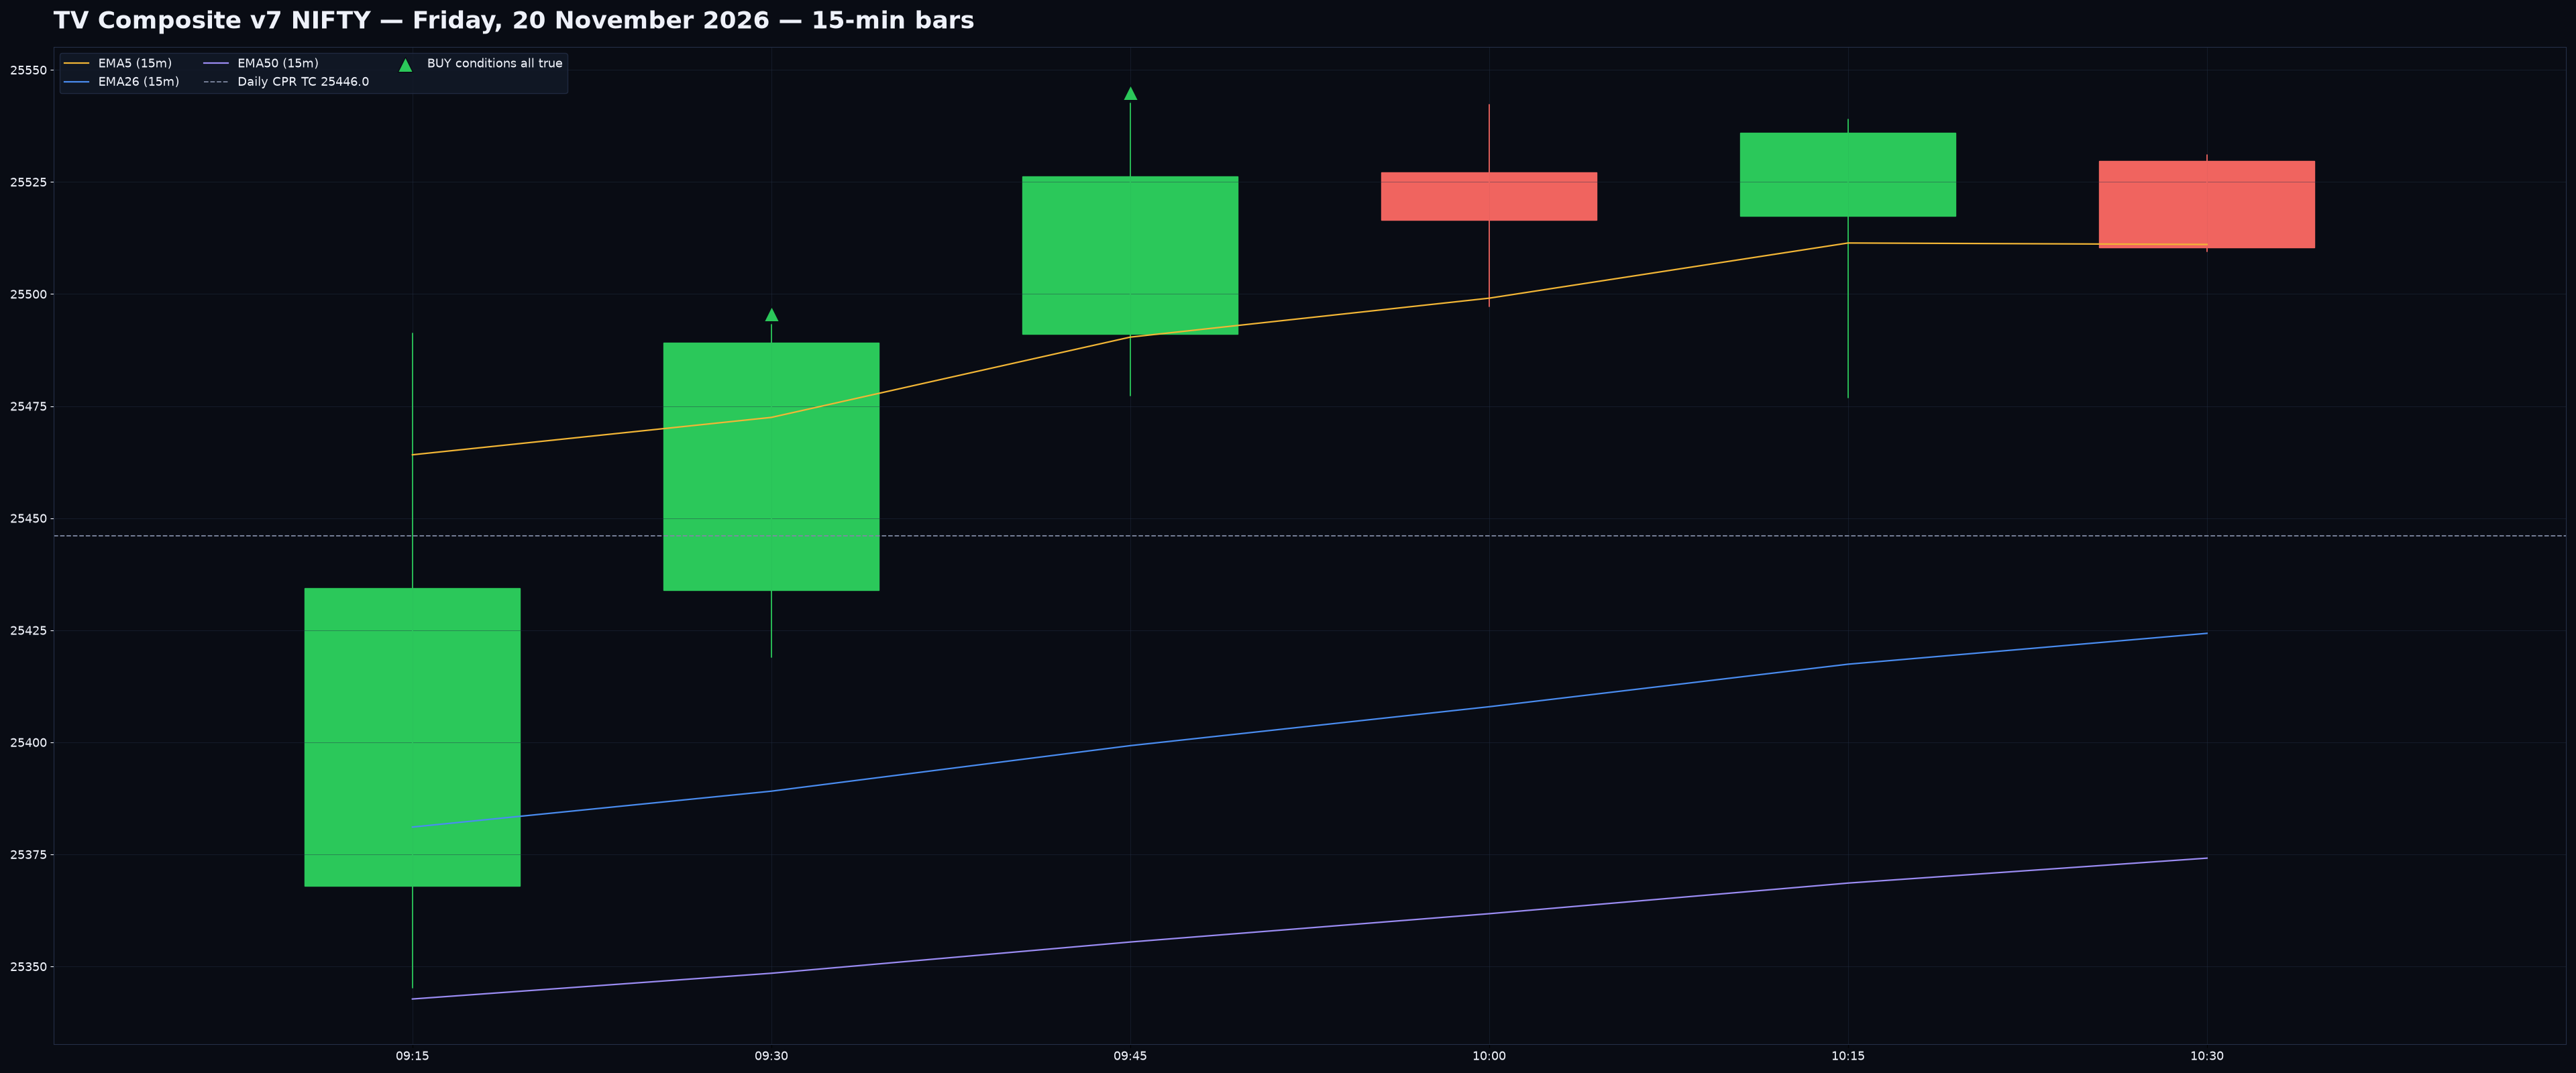 TV Composite v7 NIFTY — Friday, 20 November 2026 — 15-min bars
EMA5 (15m)
EMA26 (15m)
EMA50 (15m)
Daily CPR TC 25446.0
BUY conditions all true
25550
25525
25500
25475
25450
25425
25400
25375
25350
09:15
09:30
09:45
10:00
10:15
10:30